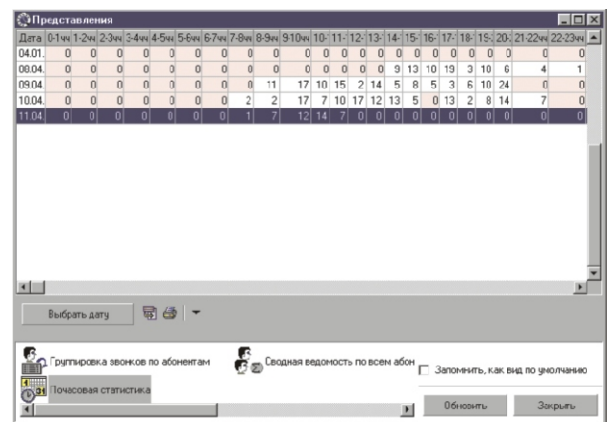 Представления
Дата 0-1чч 1-2чч 2-3чч 3-4чч 4-5чч 5-6чч 6-7чч 7-8чч 8-9чч 9-10чч 10- 11- 12- 13- 14- 15- 16- 17- 18- 19- 20- 21-22чч 22-23чч
04.01. 0 0 0 0 0 0 0 0 0 0 0 0 0 0 0 0 0 0 0 0 0 0 0
08.04. 0 0 0 0 0 0 0 0 0 0 0 0 0 0 9 13 10 19 3 10 6 4 1
09.04. 0 0 0 0 0 0 0 0 11 17 10 15 2 14 5 8 5 3 6 10 24 0 0
10.04. 0 0 0 0 0 0 0 2 2 17 7 10 17 12 13 5 0 13 2 8 14 7 0
11.04. 0 0 0 0 0 0 0 1 7 12 14 7 0 0 0 0 0 0 0 0 0 0 0
Выбрать дату
Группировка звонков по абонентам
Сводная ведомость по всем абон
Запомнить, как вид по умолчанию
Почасовая статистика
Обновить
Закрыть